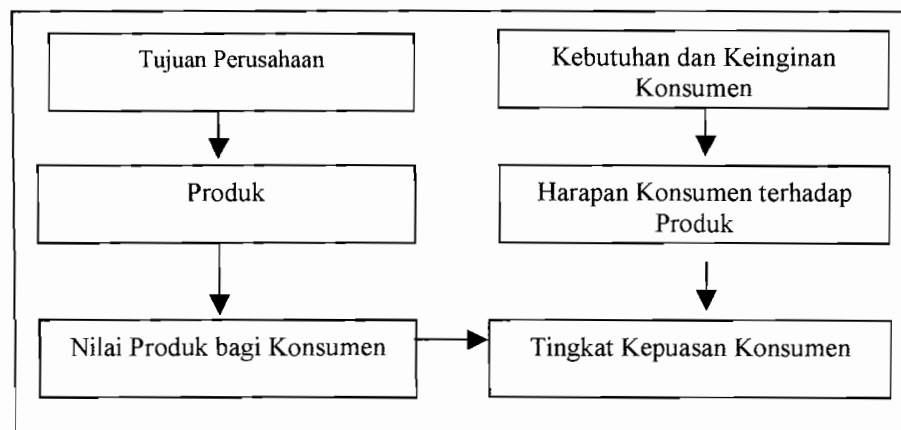 Tujuan Perusahaan
Kebutuhan dan Keinginan
Konsumen
Produk
Harapan Konsumen terhadap
Produk
Nilai Produk bagi Konsumen
Tingkat Kepuasan Konsumen